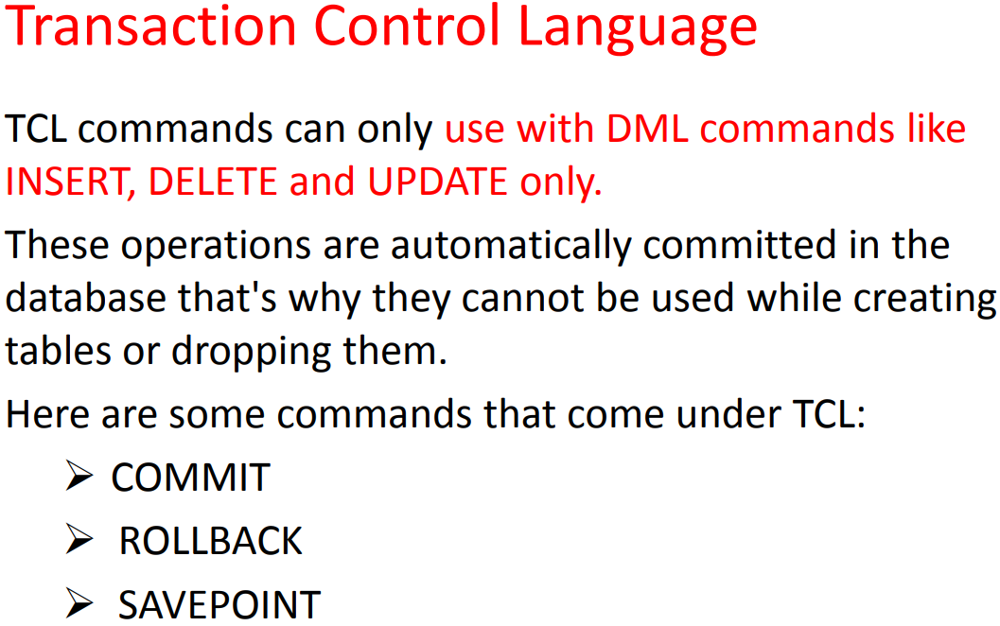 Transaction Control Language
TCL commands can only use with DML commands like
INSERT, DELETE and UPDATE only.
These operations are automatically committed in the
database that's why they cannot be used while creating
tables or dropping them.
Here are some commands that come under TCL:
➢ COMMIT
➢ ROLLBACK
➢ SAVEPOINT